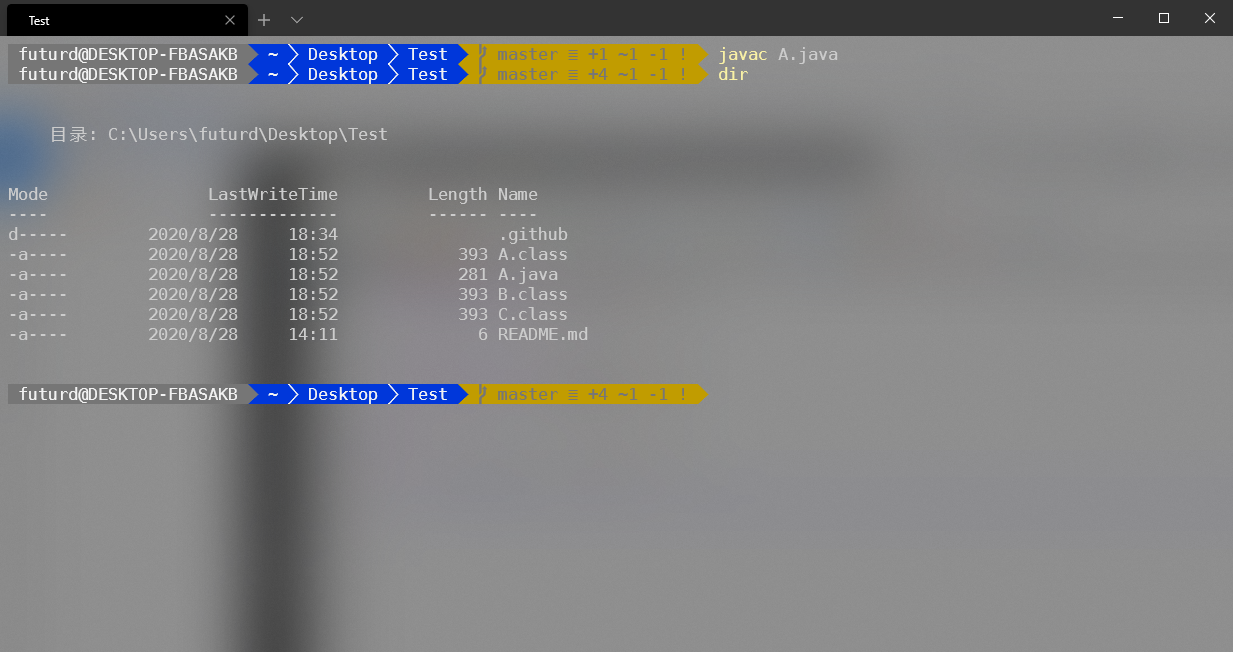 Test
futurd@DESKTOP-FBASAKB ~ Desktop Test master ≡ +1 ~1 -1 ! javac A.java
futurd@DESKTOP-FBASAKB ~ Desktop Test master ≡ +4 ~1 -1 ! dir
目录: C:\Users\futurd\Desktop\Test
Mode LastWriteTime Length Name
---- ------------- ------ ----
d----- 2020/8/28 18:34 .github
-a---- 2020/8/28 18:52 393 A.class
-a---- 2020/8/28 18:52 281 A.java
-a---- 2020/8/28 18:52 393 B.class
-a---- 2020/8/28 18:52 393 C.class
-a---- 2020/8/28 14:11 6 README.md
futurd@DESKTOP-FBASAKB ~ Desktop Test master ≡ +4 ~1 -1 !